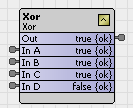 Xor
Xor
Out true {ok}
In A true {ok}
In B true {ok}
In C true {ok}
In D false {ok}